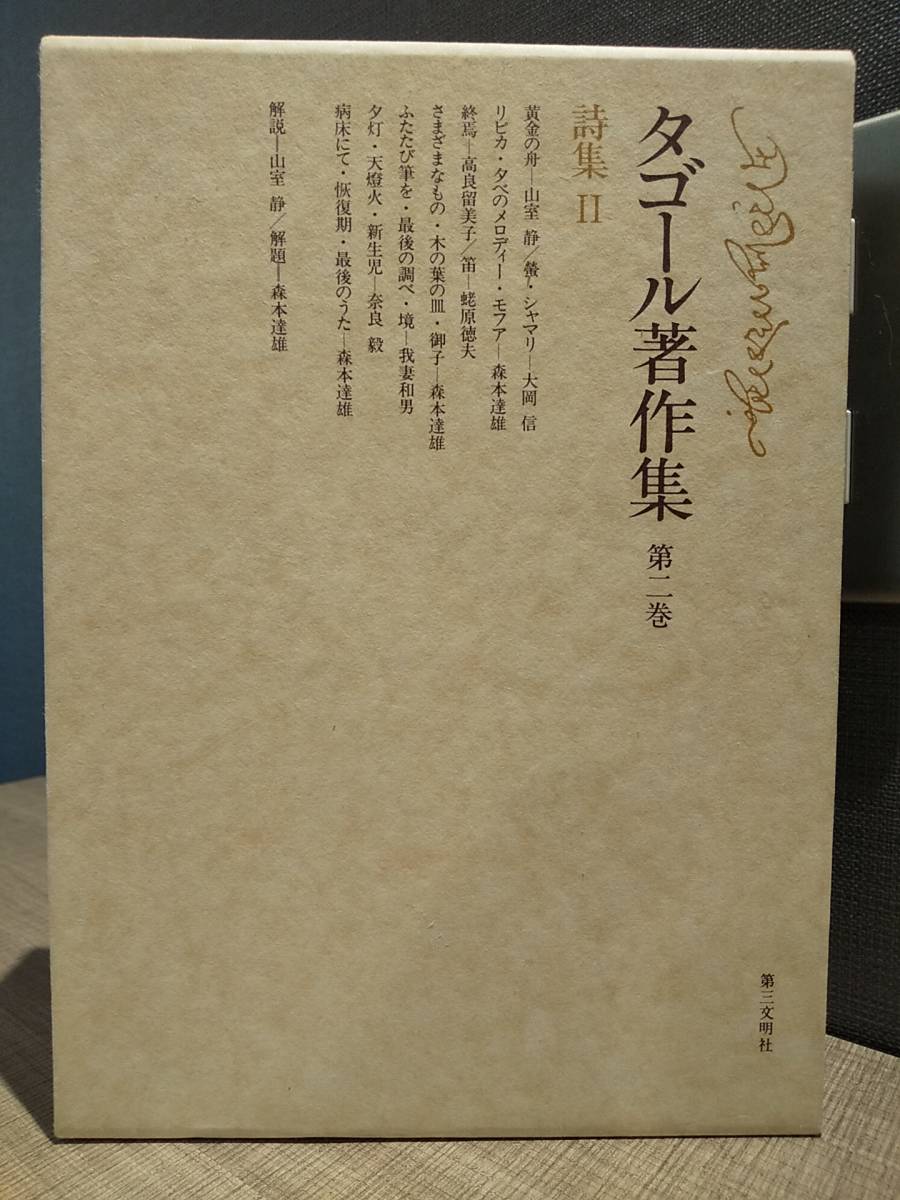 タゴール著作集 第二巻
詩集 II
黄金の舟―山室 静／螢・シャマリ―大岡 信
リピカ・夕べのメロディー・モフア―森本達雄
終焉―高良留美子／笛―蛯原徳夫
さまざまなもの・木の葉の皿・御子―森本達雄
ふたたび筆を・最後の調べ・境―我妻和男
夕灯・天燈火・新生児―奈良 毅
病床にて・恢復期・最後のうた―森本達雄
解説―山室 静／解題―森本達雄
第三文明社